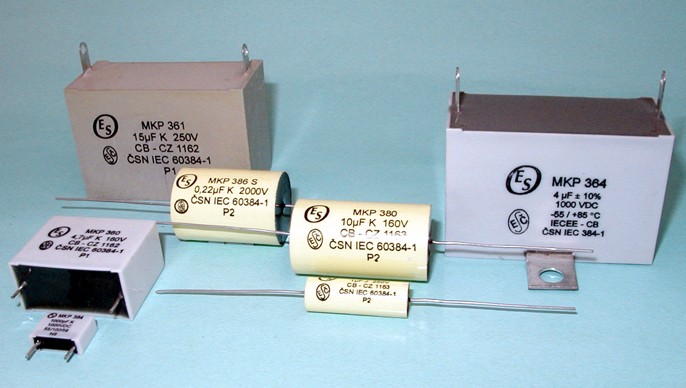 ES MKP 361
15µF K 250V
CB - CZ 1162
ČSN IEC 60384-1
P1
ES MKP 386 S
0,22µF K 2000V
ČSN IEC 60384-1
P2
ES MKP 380
10µF K 160V
CB - CZ 1163
ČSN IEC 60384-1
P2
CB - CZ 1163
ČSN IEC 60384-1
P2
ES MKP 364
4 µF ± 10%
1000 VDC
-55 / +85 °C
IECEE - CB
ČSN IEC 384-1
MKP 360
4,7µF K 160V
CB - CZ 1162
ČSN IEC 60384-1
P1
MKP 384
1000pF K